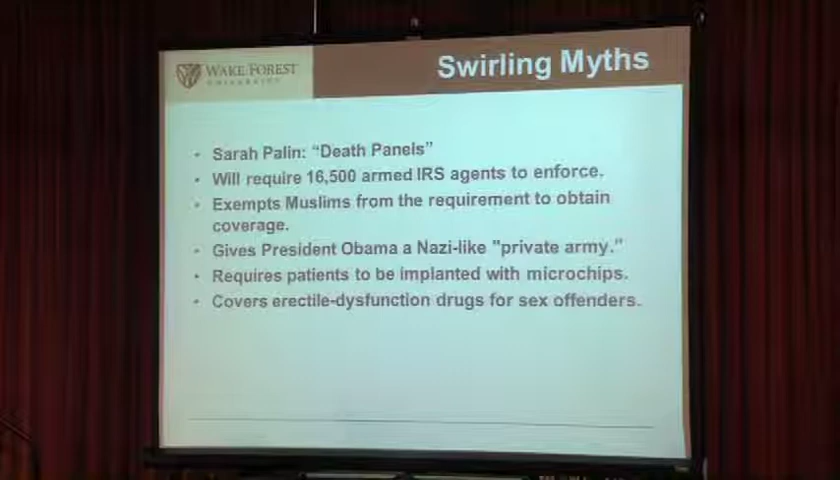 WAKE FOREST
UNIVERSITY
Swirling Myths
• Sarah Palin: “Death Panels”
• Will require 16,500 armed IRS agents to enforce.
• Exempts Muslims from the requirement to obtain
coverage.
• Gives President Obama a Nazi-like "private army."
• Requires patients to be implanted with microchips.
• Covers erectile-dysfunction drugs for sex offenders.